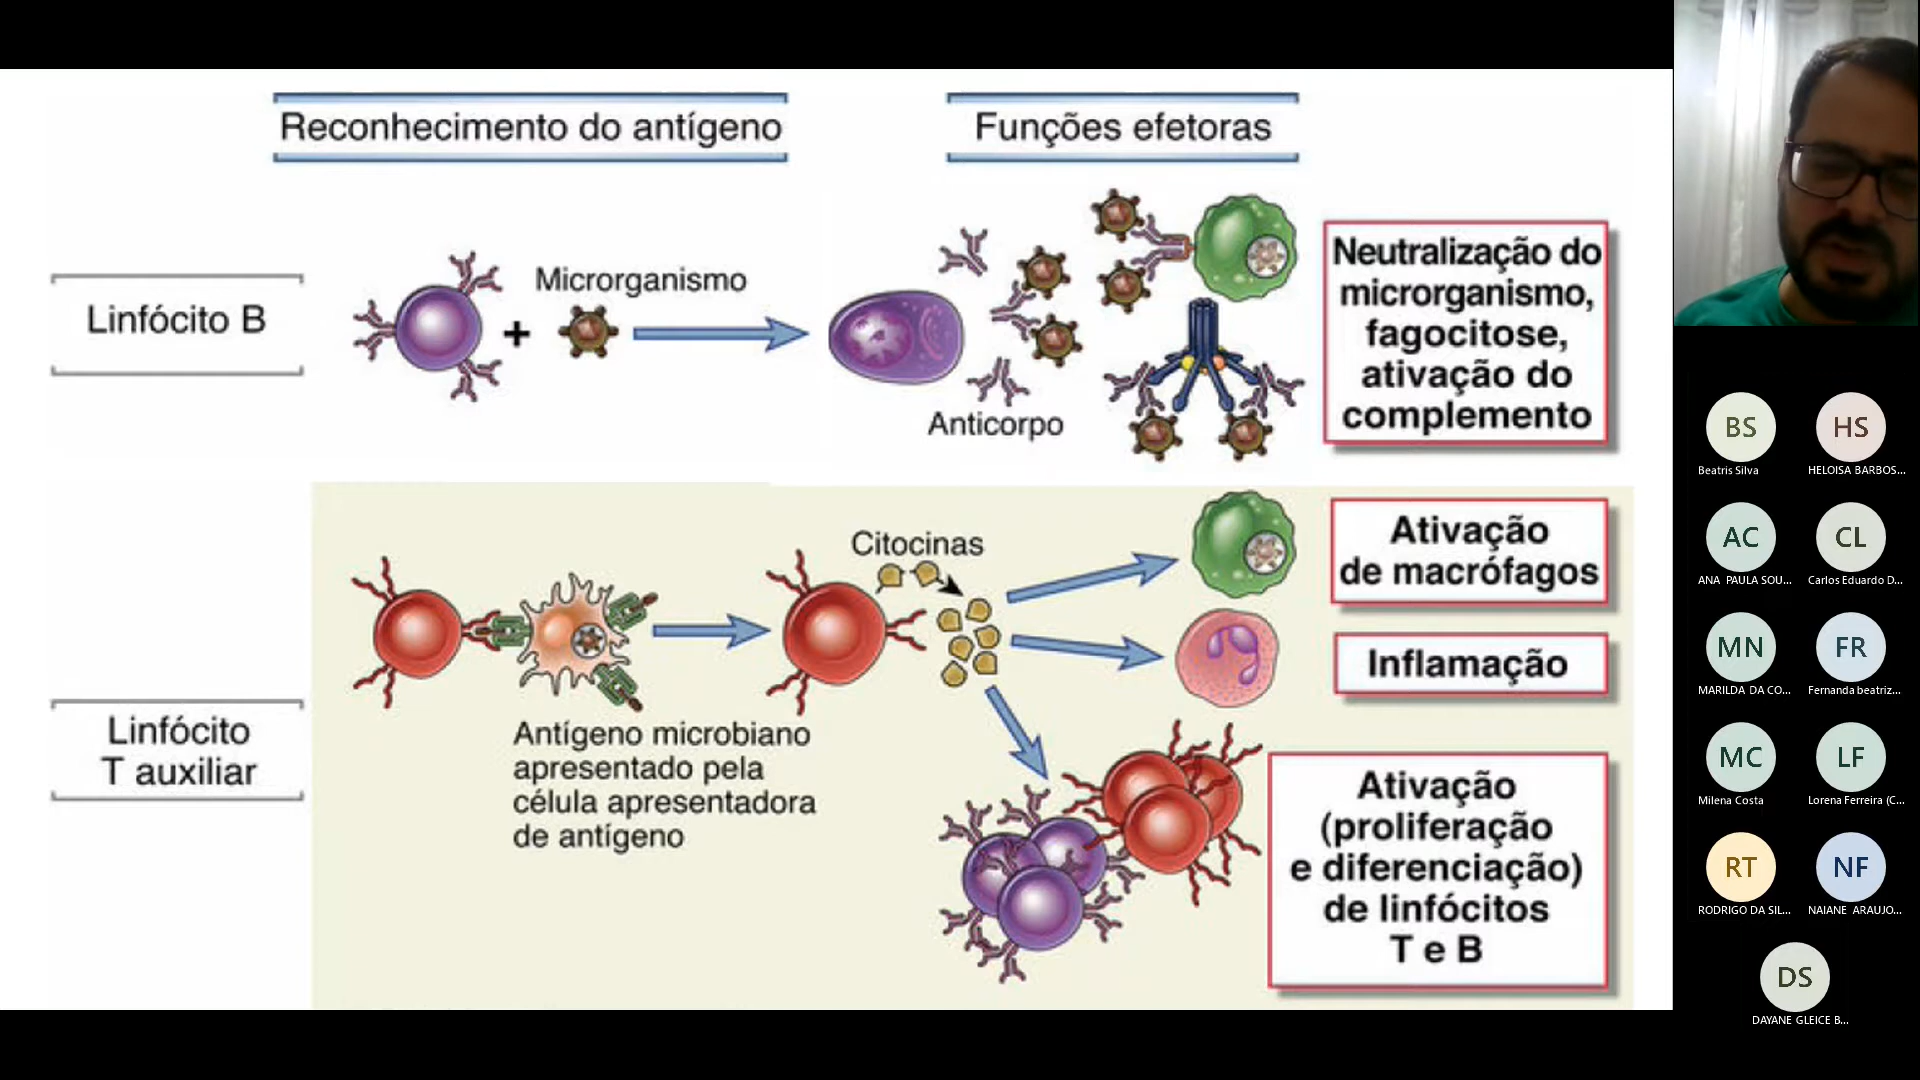 Reconhecimento do antígeno
Funções efetoras
Linfócito B
+
Microrganismo
Anticorpo
Neutralização do
microrganismo,
fagocitose,
ativação do
complemento
Linfócito
T auxiliar
Antígeno microbiano
apresentado pela
célula apresentadora
de antígeno
Citocinas
Ativação
de macrófagos
Inflamação
Ativação
(proliferação
e diferenciação)
de linfócitos
T e B
BS
Beatris Silva
HS
HELOISA BARBOS...
AC
ANA PAULA SOU...
CL
Carlos Eduardo D...
MN
MARILDA DA CO...
FR
Fernanda beatriz...
MC
Milena Costa
LF
Lorena Ferreira (C...
RT
RODRIGO DA SIL...
NF
NAIANE ARAUJO...
DS
DAYANE GLEICE B...